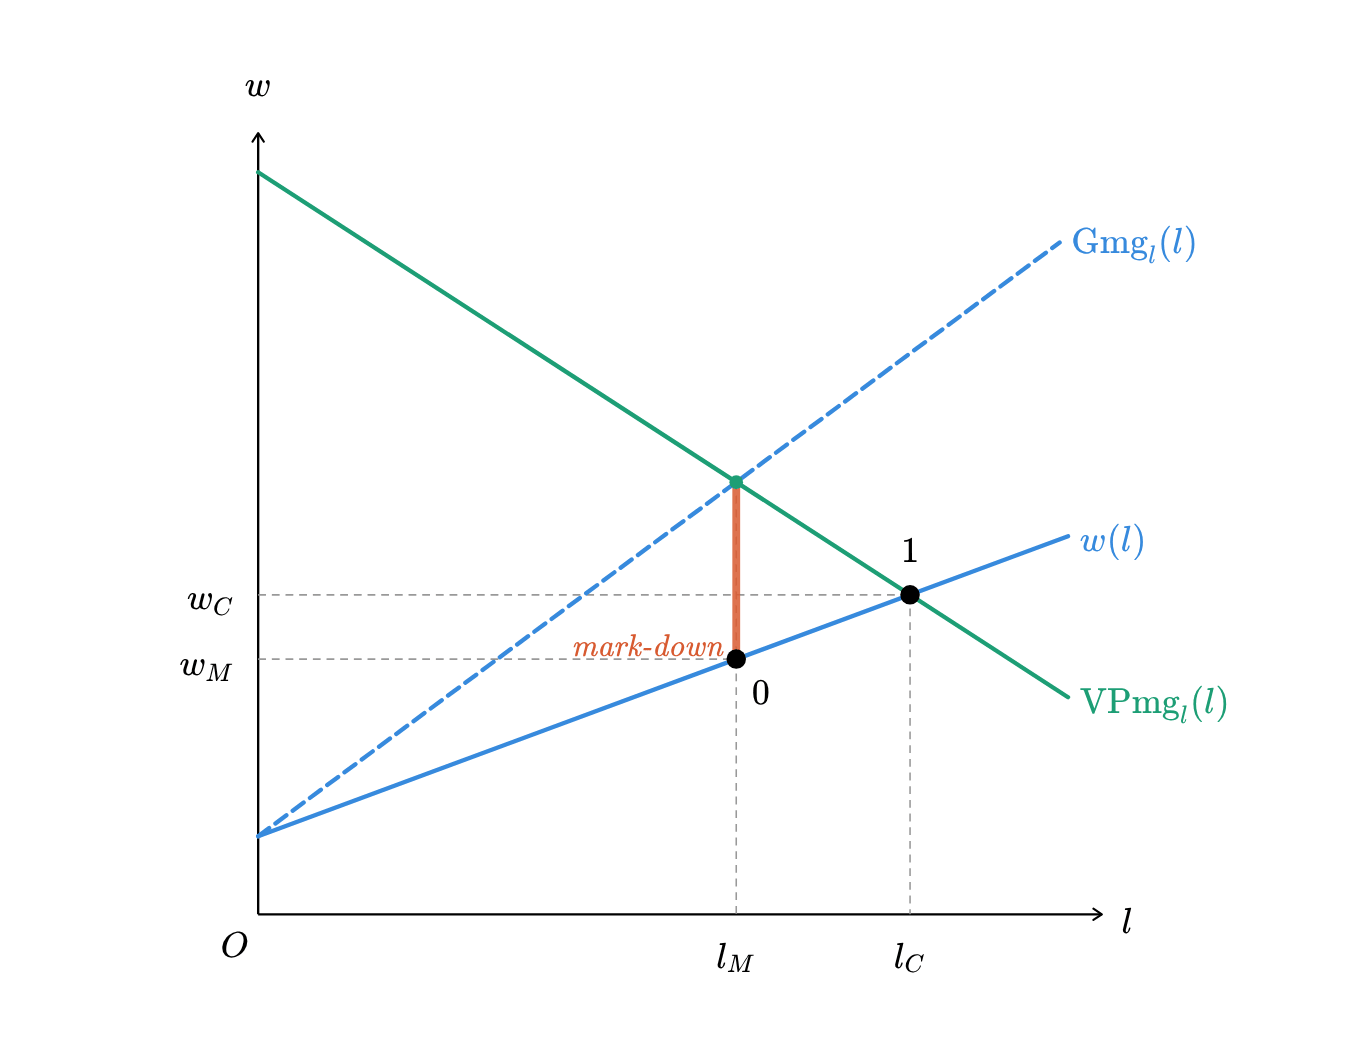 w
Gmg_l(l)
1
w(l)
w_C
mark-down
w_M
0
VPmg_l(l)
O
l_M
l_C
l